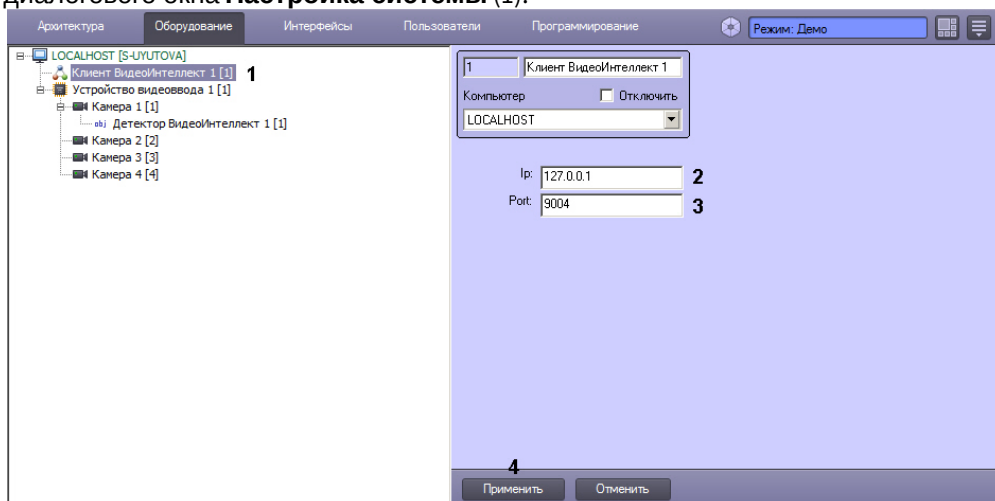 диалогового окна Настройка системы (1).
Архитектура Оборудование Интерфейсы Пользователи Программирование Режим: Демо
LOCALHOST [S-UYUTOVA]
Клиент ВидеоИнтеллект 1 [1] 1
Устройство видеоввода 1 [1]
Камера 1 [1]
obj Детектор ВидеоИнтеллект 1 [1]
Камера 2 [2]
Камера 3 [3]
Камера 4 [4]
1 Клиент ВидеоИнтеллект 1
Компьютер Отключить
LOCALHOST
Ip: 127.0.0.1 2
Port: 9004 3
4
Применить Отменить